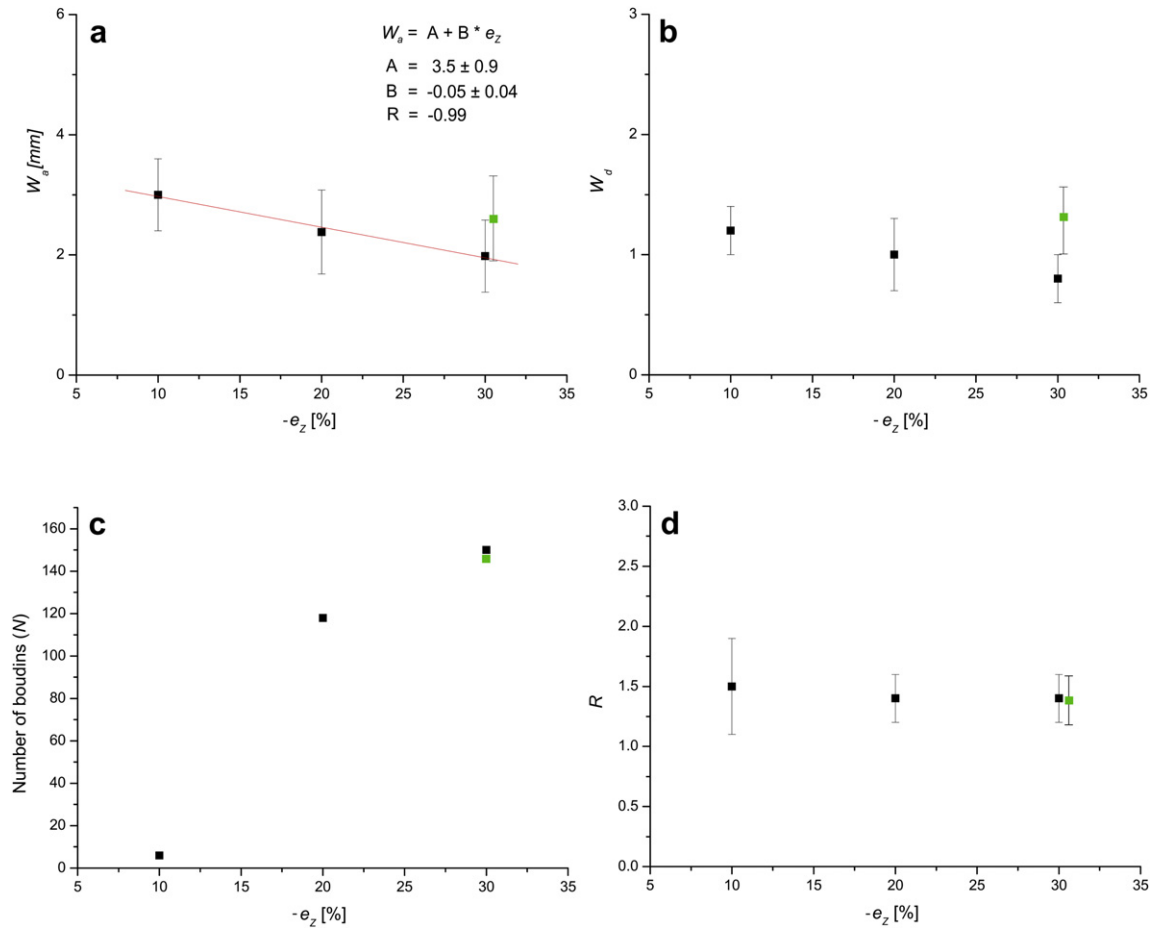 a
Wₐ = A + B * e_Z
A = 3.5 ± 0.9
B = -0.05 ± 0.04
R = -0.99
Wₐ [mm]
6
4
2
0
5 10 15 20 25 30 35
-e_Z [%]
b
W_d
3
2
1
0
5 10 15 20 25 30 35
-e_Z [%]
c
Number of boudins (N)
160
140
120
100
80
60
40
20
0
5 10 15 20 25 30 35
-e_Z [%]
d
R
3.0
2.5
2.0
1.5
1.0
0.5
0.0
5 10 15 20 25 30 35
-e_Z [%]